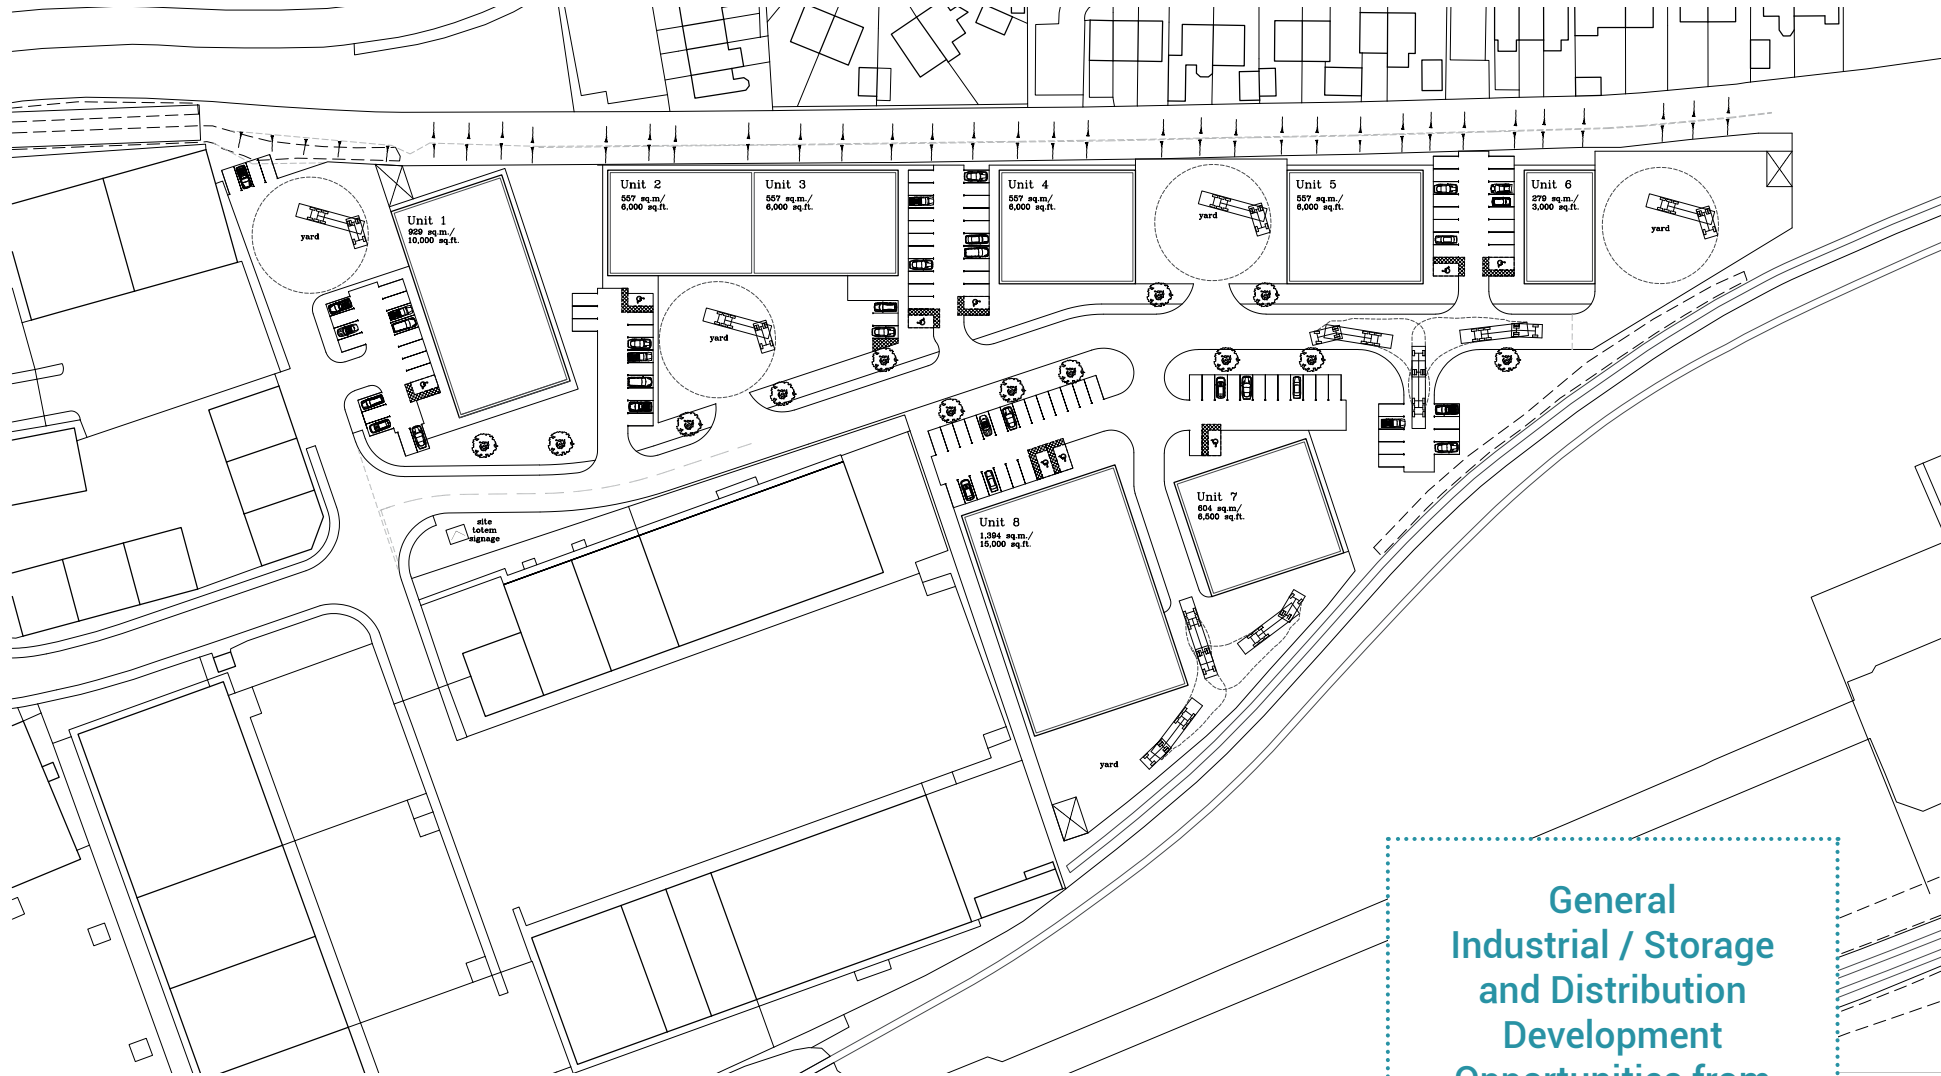 Unit 1
929 sq.m./
10,000 sq.ft.
yard
Unit 2
557 sq.m/
6,000 sq.ft.
Unit 3
557 sq.m/
6,000 sq.ft.
yard
Unit 4
557 sq.m/
6,000 sq.ft.
yard
Unit 5
557 sq.m/
6,000 sq.ft.
Unit 6
279 sq.m/
3,000 sq.ft.
yard
site
totem
signage
Unit 7
604 sq.m/
6,500 sq.ft.
Unit 8
1,394 sq.m./
15,000 sq.ft.
yard
General
Industrial / Storage
and Distribution
Development
Opportunities from